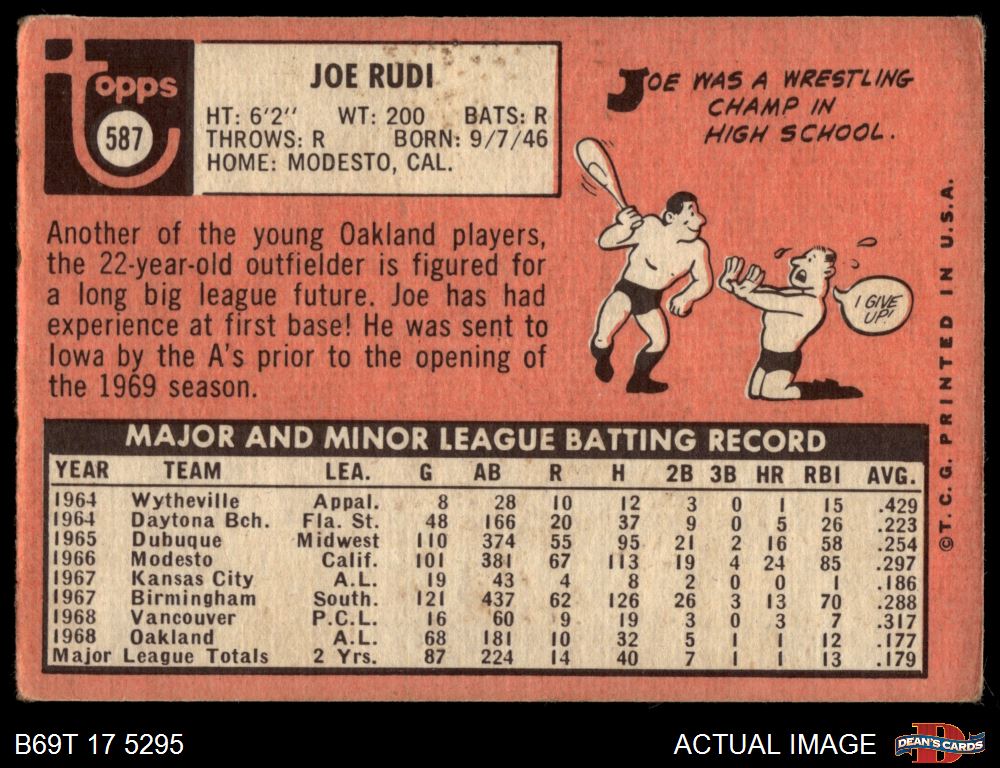 Topps
587
JOE RUDI
HT: 6'2" WT: 200 BATS: R
THROWS: R BORN: 9/7/46
HOME: MODESTO, CAL.
JOE WAS A WRESTLING
CHAMP IN
HIGH SCHOOL.
I GIVE
UP!
Another of the young Oakland players,
the 22-year-old outfielder is figured for
a long big league future. Joe has had
experience at first base! He was sent to
Iowa by the A's prior to the opening of
the 1969 season.
MAJOR AND MINOR LEAGUE BATTING RECORD
YEAR TEAM LEA. G AB R H 2B 3B HR RBI AVG.
1964 Wytheville Appal. 8 28 10 12 3 0 1 15 .429
1964 Daytona Bch. Fla. St. 48 166 20 37 9 0 5 26 .223
1965 Dubuque Midwest 110 374 55 95 21 2 16 58 .254
1966 Modesto Calif. 101 381 67 113 19 4 24 85 .297
1967 Kansas City A.L. 19 43 4 8 2 0 0 1 .186
1967 Birmingham South. 121 437 62 126 26 3 13 70 .288
1968 Vancouver P.C.L. 16 60 9 19 3 0 3 7 .317
1968 Oakland A.L. 68 181 10 32 5 1 1 12 .177
Major League Totals 2 Yrs. 87 224 14 40 7 1 1 13 .179
©T.C.G. PRINTED IN U.S.A.
B69T 17 5295
ACTUAL IMAGE
D
DEAN'S CARDS